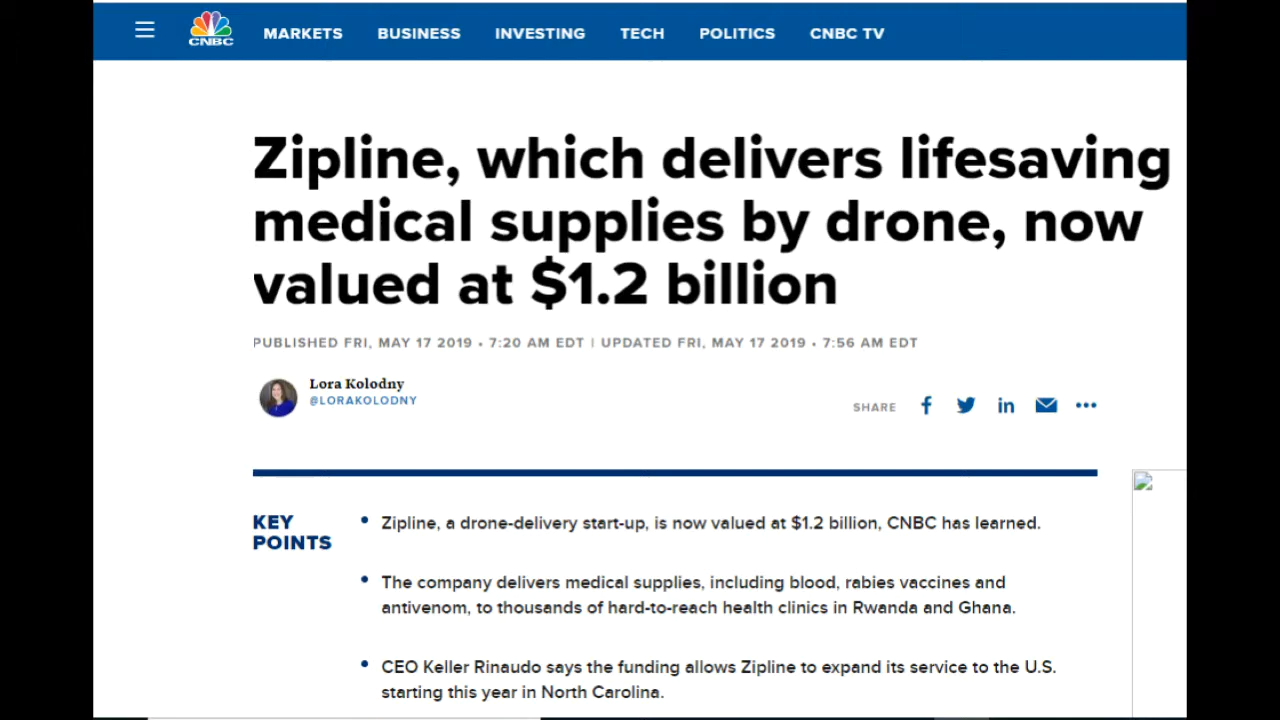 CNBC MARKETS BUSINESS INVESTING TECH POLITICS CNBC TV
Zipline, which delivers lifesaving
medical supplies by drone, now
valued at $1.2 billion
PUBLISHED FRI, MAY 17 2019 • 7:20 AM EDT | UPDATED FRI, MAY 17 2019 • 7:56 AM EDT
Lora Kolodny
@LORAKOLODNY
SHARE
KEY
POINTS
• Zipline, a drone-delivery start-up, is now valued at $1.2 billion, CNBC has learned.
• The company delivers medical supplies, including blood, rabies vaccines and
antivenom, to thousands of hard-to-reach health clinics in Rwanda and Ghana.
• CEO Keller Rinaudo says the funding allows Zipline to expand its service to the U.S.
starting this year in North Carolina.